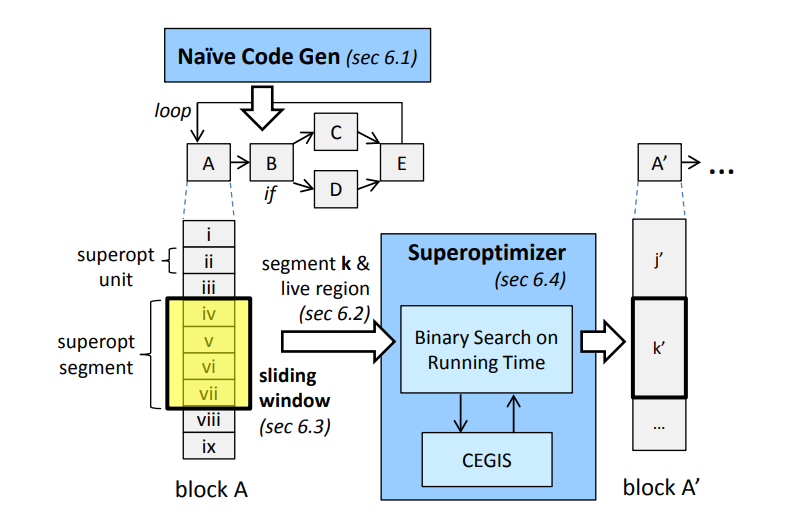 Naïve Code Gen (sec 6.1)
loop
A
B
C
D
E
if
A’
...
i
ii
iii
iv
v
vi
vii
viii
ix
superopt
unit
superopt
segment
block A
segment k &
live region
(sec 6.2)
sliding
window
(sec 6.3)
Superoptimizer
(sec 6.4)
Binary Search on
Running Time
CEGIS
j’
k’
...
block A’